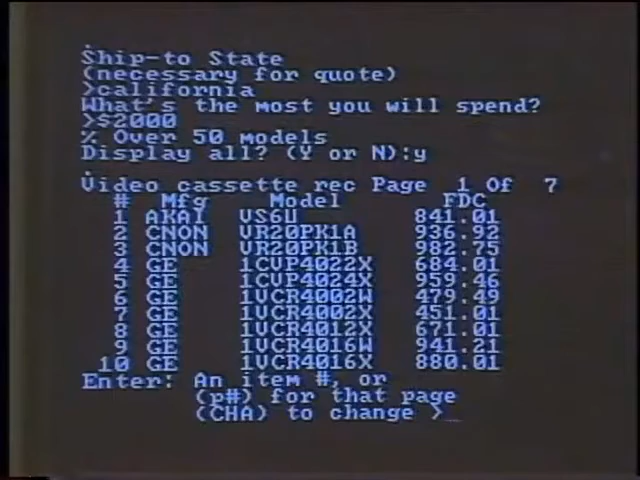 Ship-to State
(necessary for quote)
>california
What's the most you will spend?
>$2000
% Over 50 models
Display all? (Y or N):y
Video cassette rec Page 1 Of 7
# Mfg Model FDC
1 AKAI VS6U 841.01
2 CNON VR20PK1A 936.92
3 CNON VR20PK1B 982.75
4 GE 1CVP4022X 684.01
5 GE 1CVP4024X 959.46
6 GE 1VCR4002W 479.49
7 GE 1VCR4002X 451.01
8 GE 1VCR4012X 671.01
9 GE 1VCR4016W 941.21
10 GE 1VCR4016X 880.01
Enter: An item #, or
(p#) for that page
(CHA) to change >_